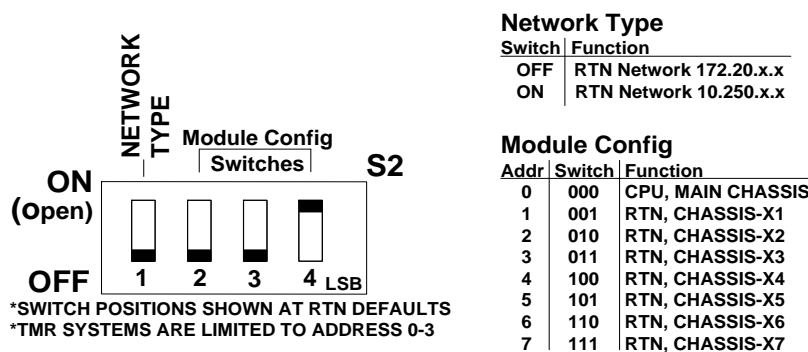 NETWORK
TYPE
Module Config
Switches
S2
ON
(Open)
OFF
1 2 3 4 LSB
*SWITCH POSITIONS SHOWN AT RTN DEFAULTS
*TMR SYSTEMS ARE LIMITED TO ADDRESS 0-3
Network Type
Switch Function
OFF RTN Network 172.20.x.x
ON RTN Network 10.250.x.x
Module Config
Addr Switch Function
0 000 CPU, MAIN CHASSIS
1 001 RTN, CHASSIS-X1
2 010 RTN, CHASSIS-X2
3 011 RTN, CHASSIS-X3
4 100 RTN, CHASSIS-X4
5 101 RTN, CHASSIS-X5
6 110 RTN, CHASSIS-X6
7 111 RTN, CHASSIS-X7